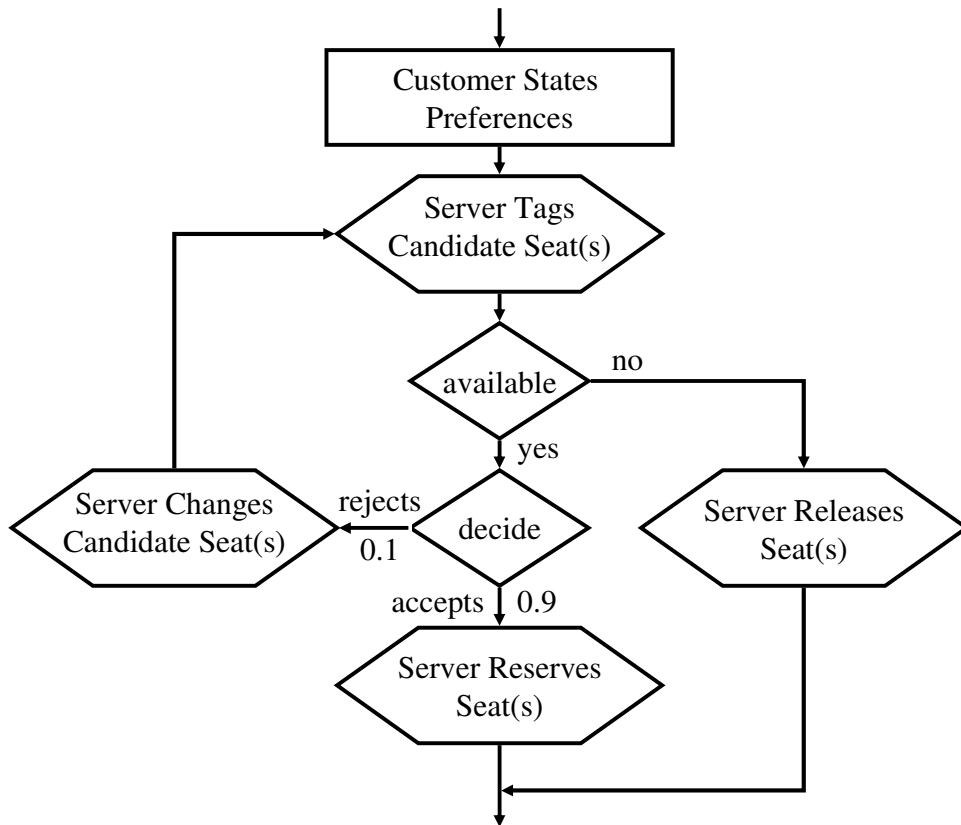 Customer States
Preferences
Server Tags
Candidate Seat(s)
available
no
yes
Server Changes
Candidate Seat(s)
rejects
0.1
decide
Server Releases
Seat(s)
accepts 0.9
Server Reserves
Seat(s)